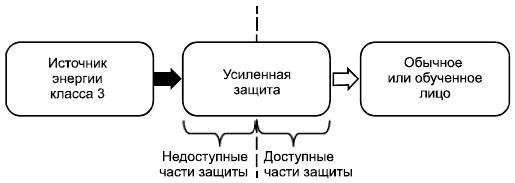 Источник
энергии
класса 3
Усиленная
защита
Обычное
или обученное
лицо
Недоступные
части защиты
Доступные
части защиты